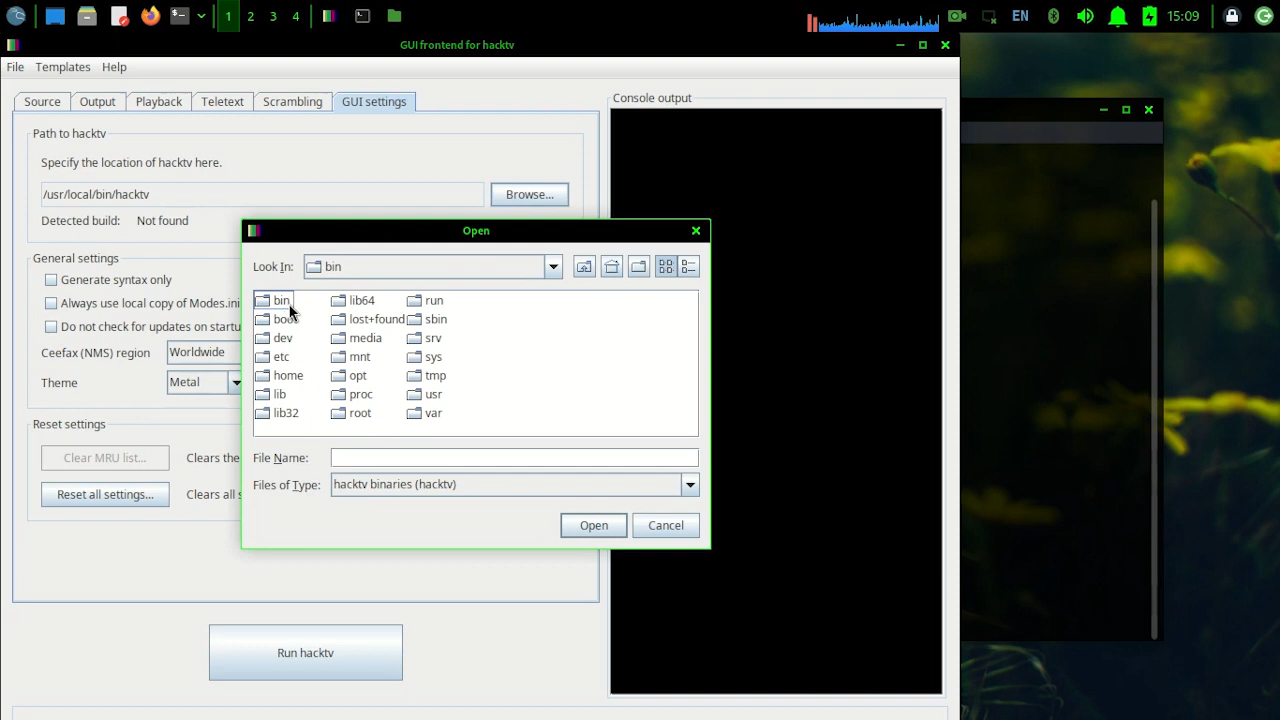 1 2 3 4 EN 15:09
GUI frontend for hacktv
File Templates Help
Source Output Playback Teletext Scrambling GUI settings
Console output
Path to hacktv
Specify the location of hacktv here.
/usr/local/bin/hacktv Browse...
Detected build: Not found
General settings
Generate syntax only
Always use local copy of Modes.ini
Do not check for updates on startu
Ceefax (NMS) region Worldwide
Theme Metal
Reset settings
Clear MRU list... Clears the
Reset all settings... Clears all s
Run hacktv
Open
Look In: bin
bin lib64 run
boot lost+found sbin
dev media srv
etc mnt sys
home opt tmp
lib proc usr
lib32 root var
File Name:
Files of Type: hacktv binaries (hacktv)
Open Cancel